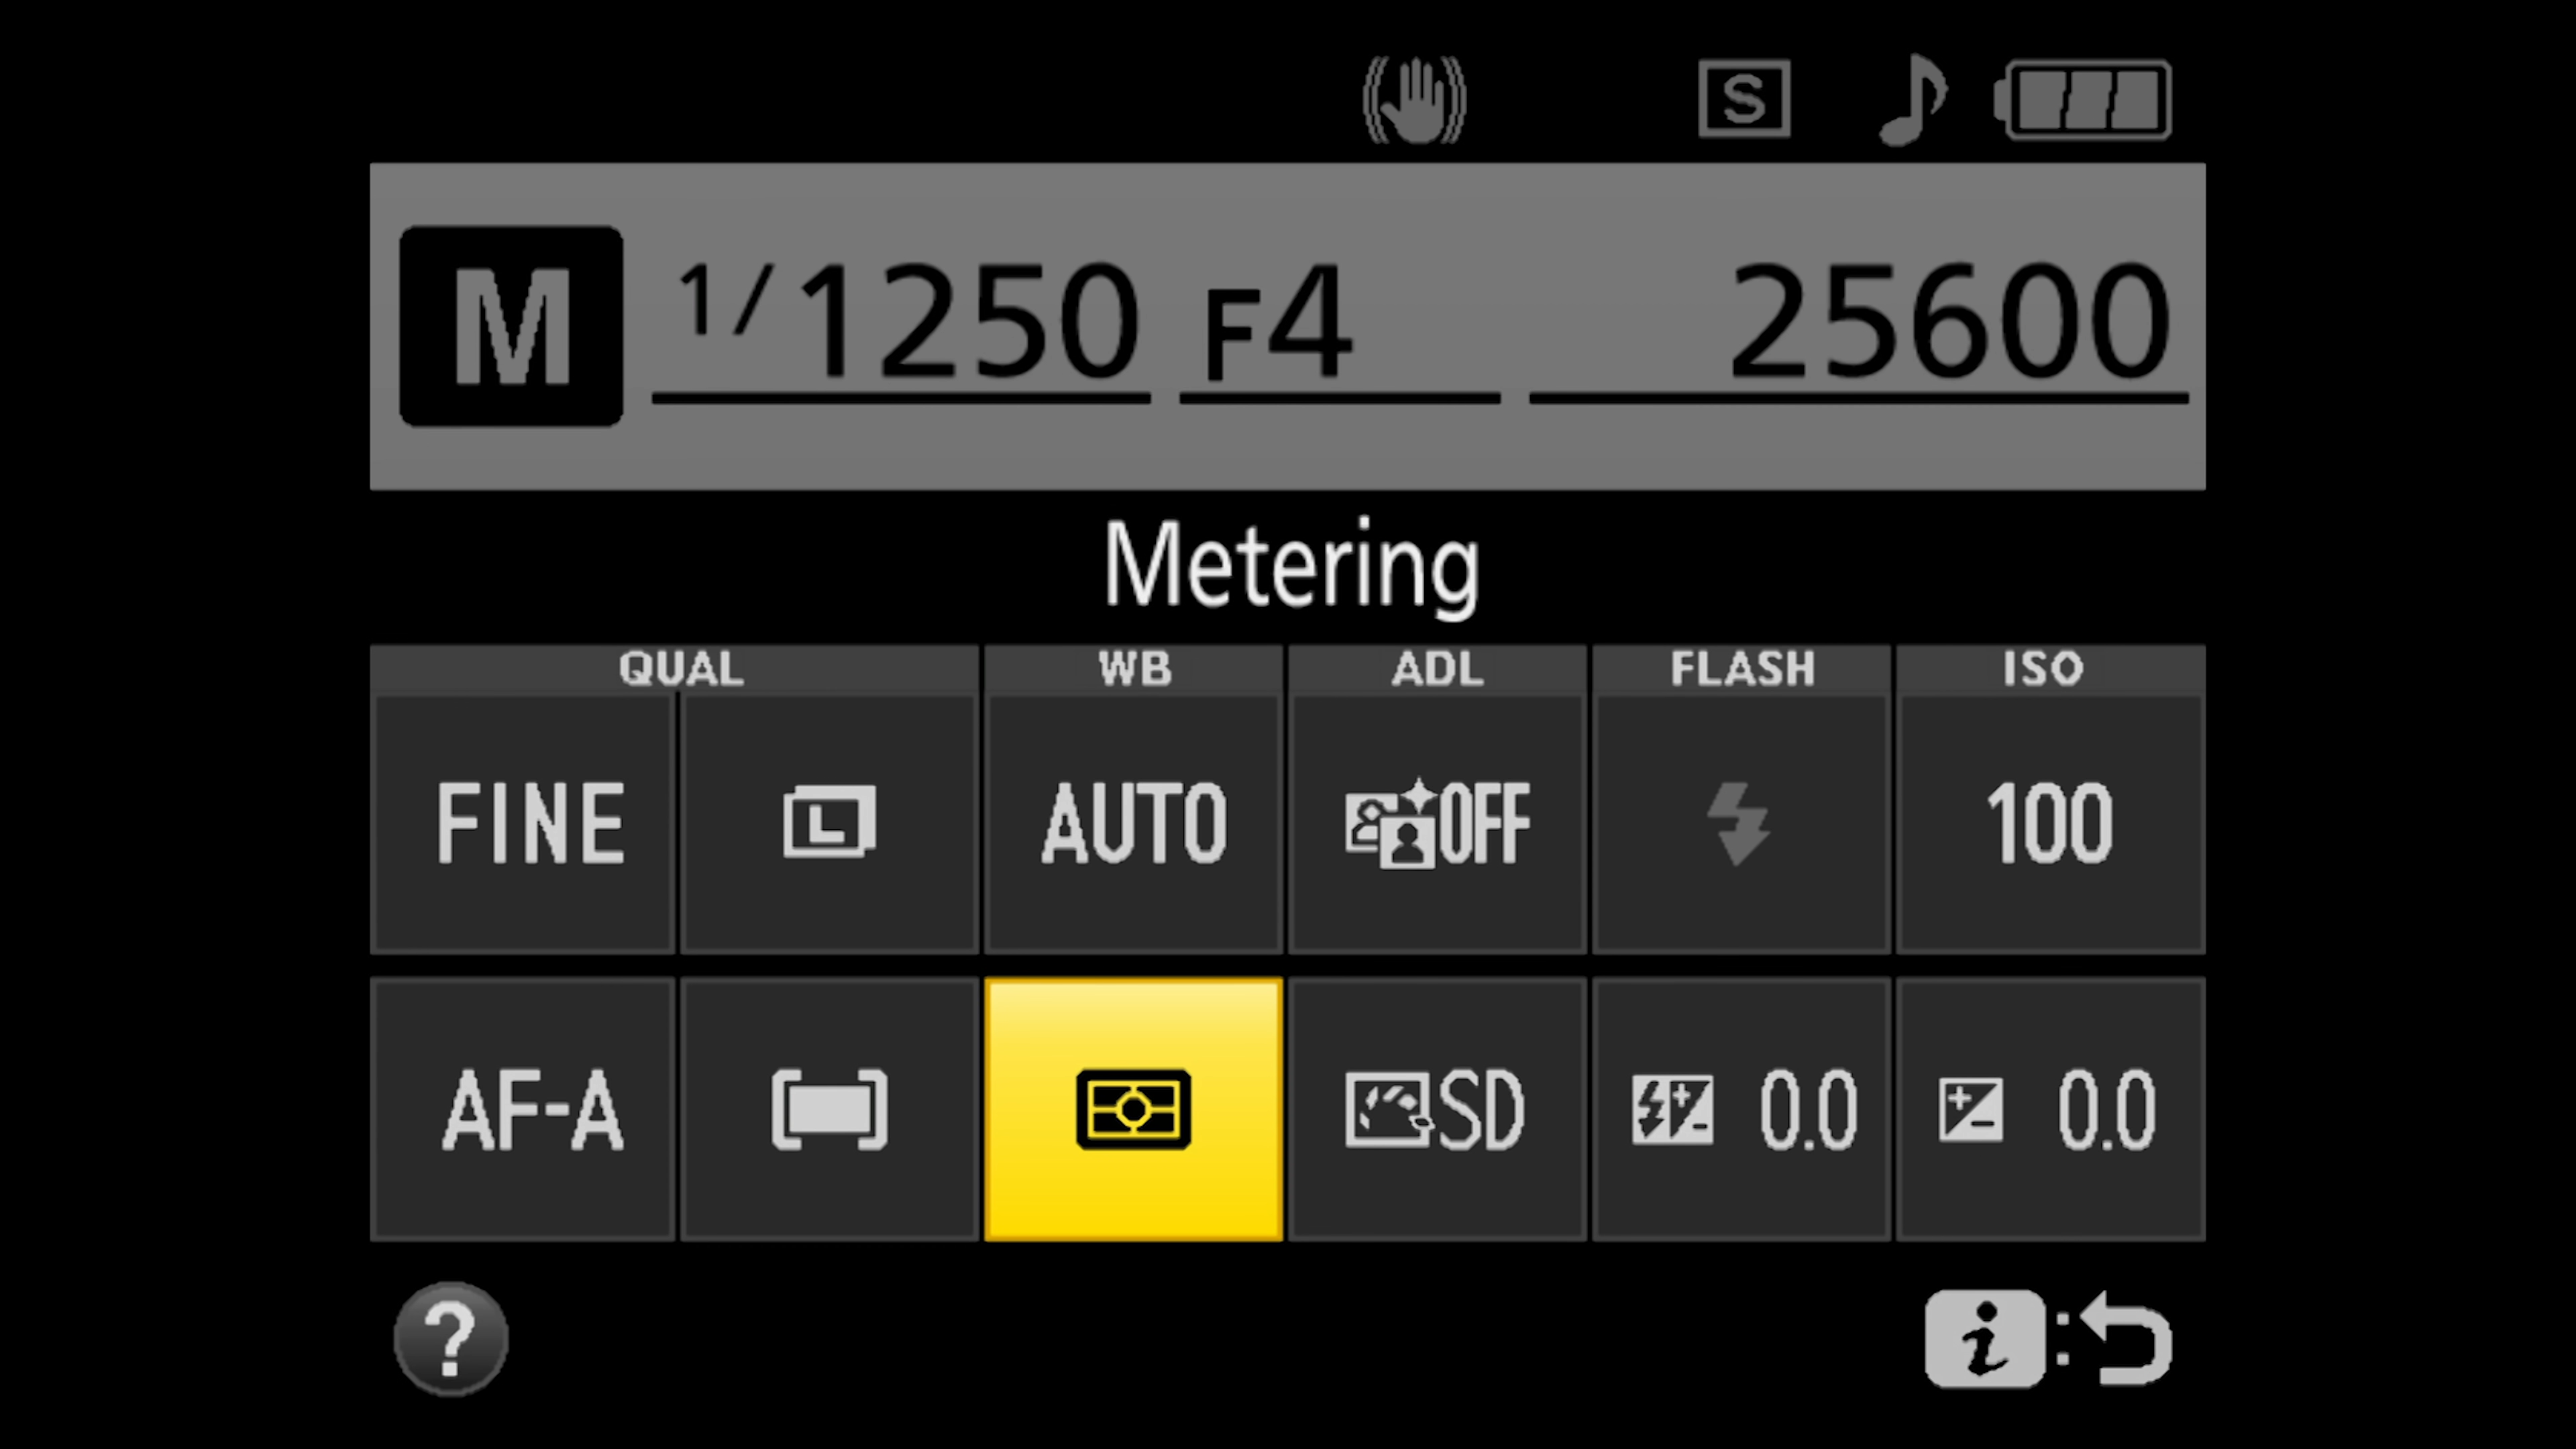 S
M 1/1250 F4 25600
Metering
QUAL WB ADL FLASH ISO
FINE L AUTO OFF 100
AF-A SD 0.0 0.0
? i: